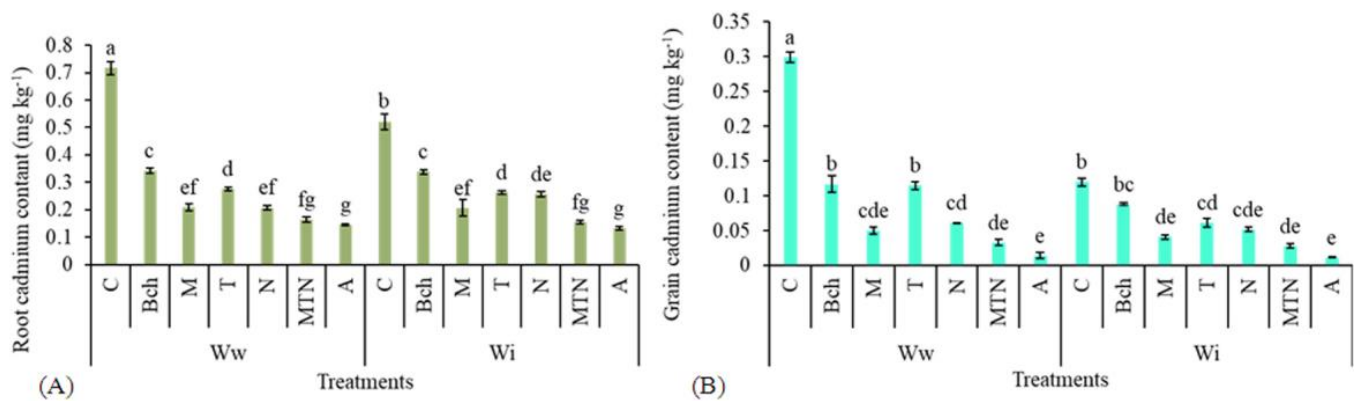 Root cadmium contant (mg kg-1)
0.8
0.7
0.6
0.5
0.4
0.3
0.2
0.1
0
a
c
ef
d
ef
fg
g
b
c
ef
d
de
fg
g
C
Bch
M
T
N
MTN
A
C
Bch
M
T
N
MTN
A
Ww
Wi
Treatments
(A)
Grain cadmium content (mg kg-1)
0.35
0.3
0.25
0.2
0.15
0.1
0.05
0
a
b
cde
b
cd
de
e
b
bc
de
cd
cde
de
e
C
Bch
M
T
N
MTN
A
C
Bch
M
T
N
MTN
A
Ww
Wi
Treatments
(B)